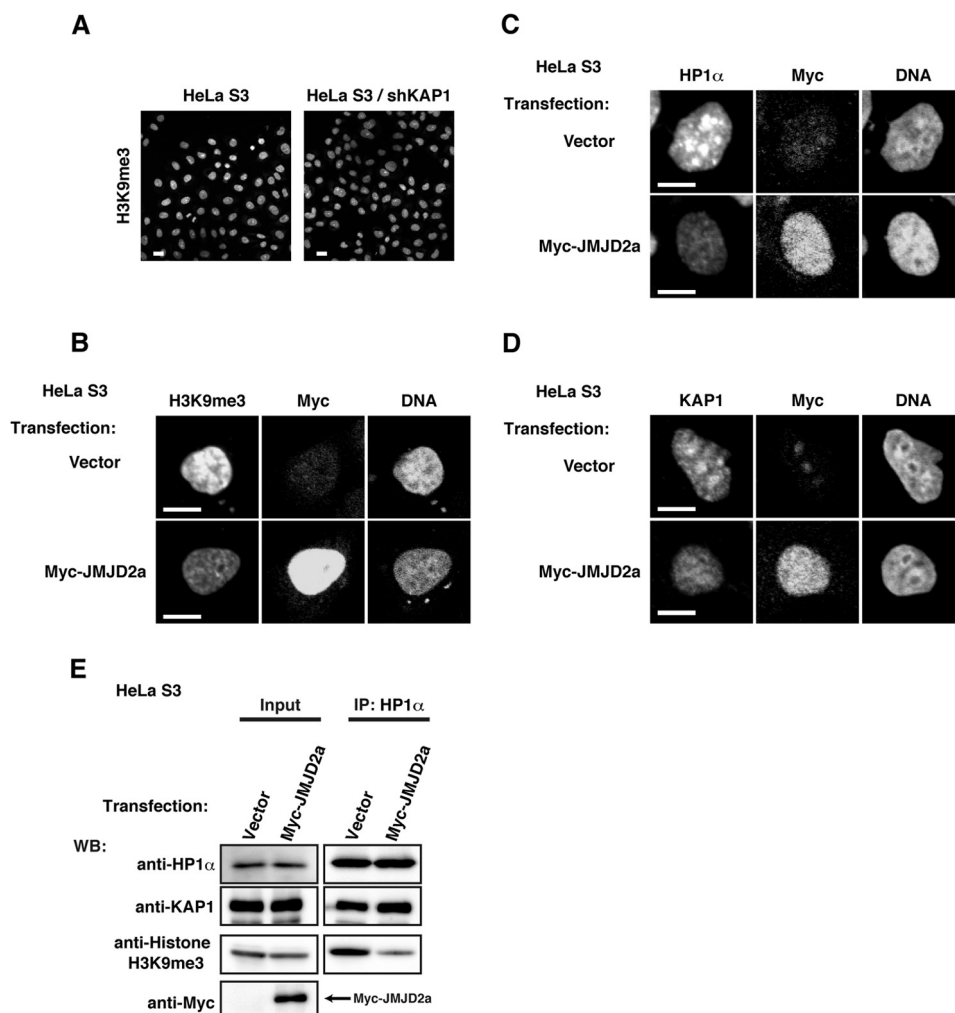 A
HeLa S3
HeLa S3 / shKAP1
H3K9me3
B
HeLa S3
H3K9me3 Myc DNA
Transfection:
Vector
Myc-JMJD2a
C
HeLa S3
HP1α Myc DNA
Transfection:
Vector
Myc-JMJD2a
D
HeLa S3
KAP1 Myc DNA
Transfection:
Vector
Myc-JMJD2a
E
HeLa S3
Input
IP: HP1α
Transfection:
Vector
Myc-JMJD2a
Vector
Myc-JMJD2a
WB:
anti-HP1α
anti-KAP1
anti-Histone
H3K9me3
anti-Myc
Myc-JMJD2a